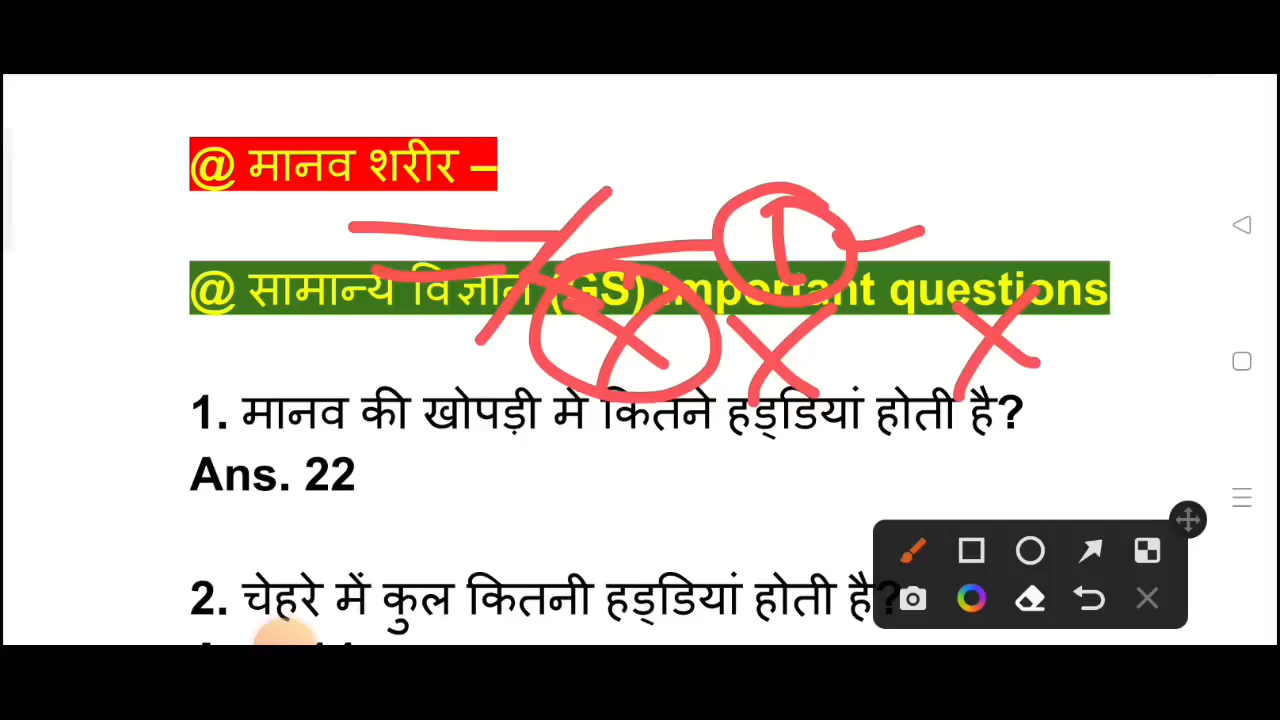 @ मानव शरीर –
@ सामान्य विज्ञान (GS) Important questions
1. मानव की खोपड़ी में कितने हड्डियां होती है?
Ans. 22
2. चेहरे में कुल कितनी हड्डियां होती है?